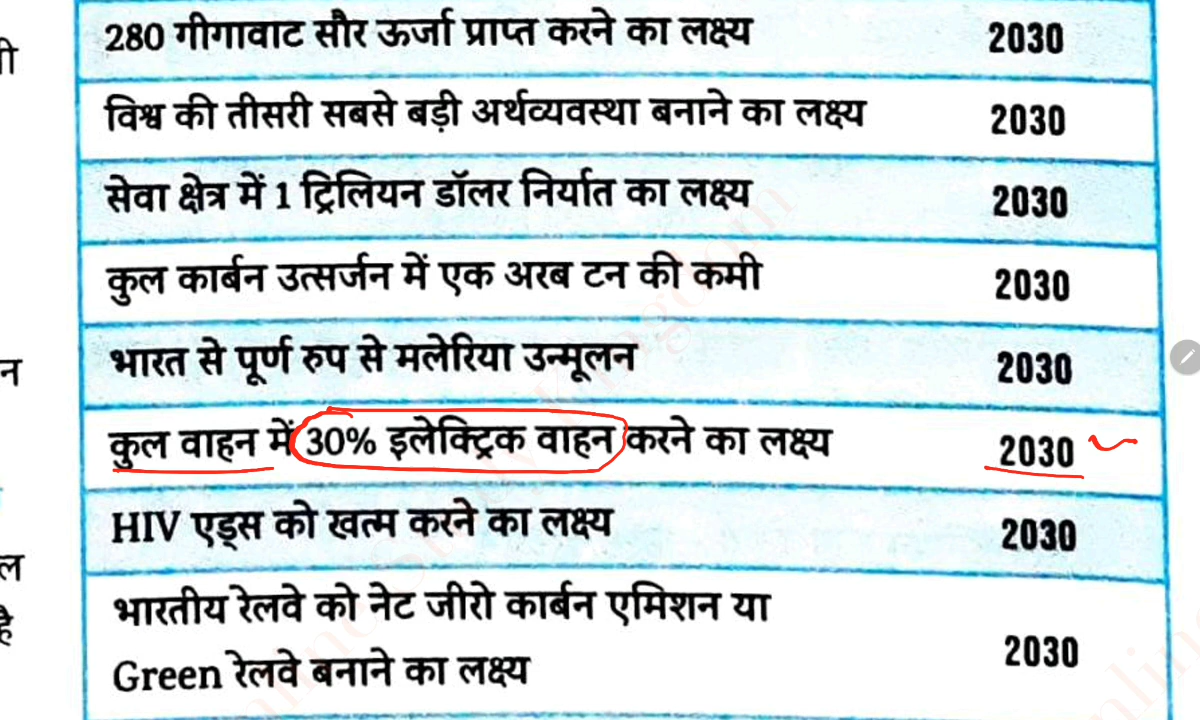 280 गीगावाट सौर ऊर्जा प्राप्त करने का लक्ष्य 2030
विश्व की तीसरी सबसे बड़ी अर्थव्यवस्था बनाने का लक्ष्य 2030
सेवा क्षेत्र में 1 ट्रिलियन डॉलर निर्यात का लक्ष्य 2030
कुल कार्बन उत्सर्जन में एक अरब टन की कमी 2030
भारत से पूर्ण रुप से मलेरिया उन्मूलन 2030
कुल वाहन में 30% इलेक्ट्रिक वाहन करने का लक्ष्य 2030
HIV एड्स को खत्म करने का लक्ष्य 2030
भारतीय रेलवे को नेट जीरो कार्बन एमिशन या
Green रेलवे बनाने का लक्ष्य 2030